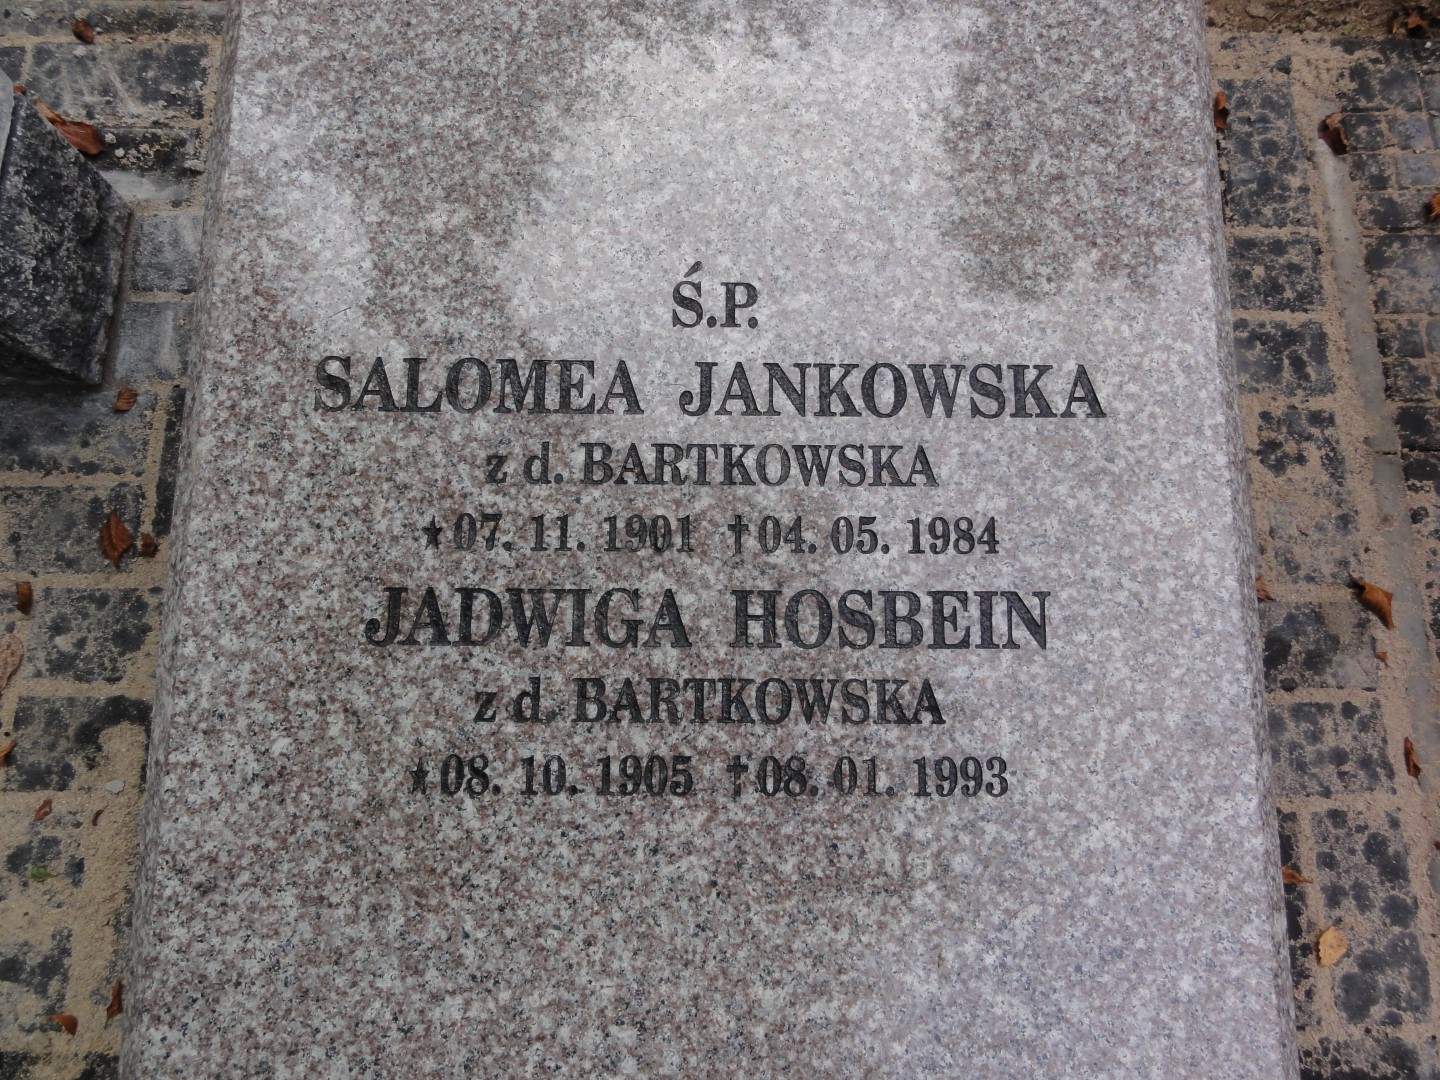 Ś.P.
SALOMEA JANKOWSKA
z d. BARTKOWSKA
★07. 11. 1901 †04. 05. 1984
JADWIGA HOSBEIN
z d. BARTKOWSKA
★08. 10. 1905 †08. 01. 1993